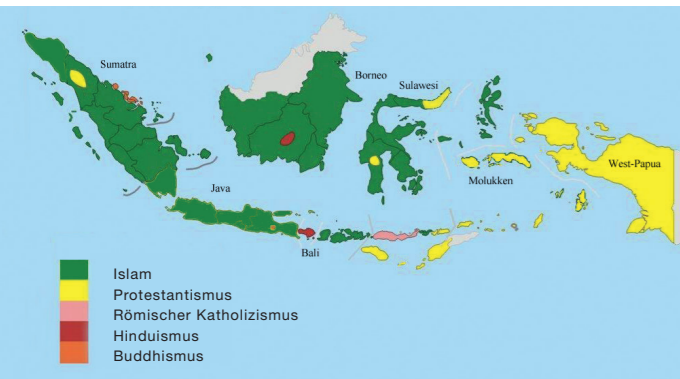 Sumatra
Borneo
Sulawesi
West-Papua
Molukken
Java
Bali
Islam
Protestantismus
Römischer Katholizismus
Hinduismus
Buddhismus